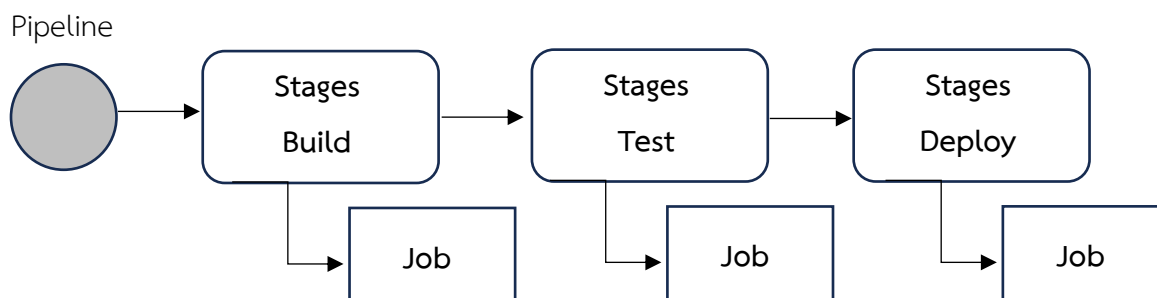 Pipeline
Stages
Build
Stages
Test
Stages
Deploy
Job
Job
Job